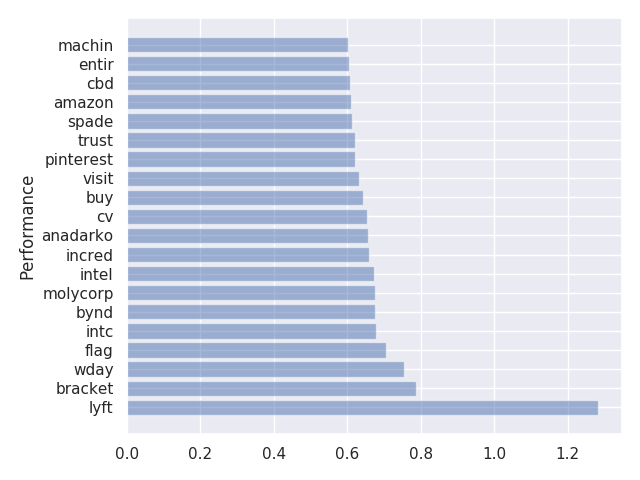 Performance
machin
entir
cbd
amazon
spade
trust
pinterest
visit
buy
cv
anadarko
incred
intel
molycorp
bynd
intc
flag
wday
bracket
lyft
0.0 0.2 0.4 0.6 0.8 1.0 1.2